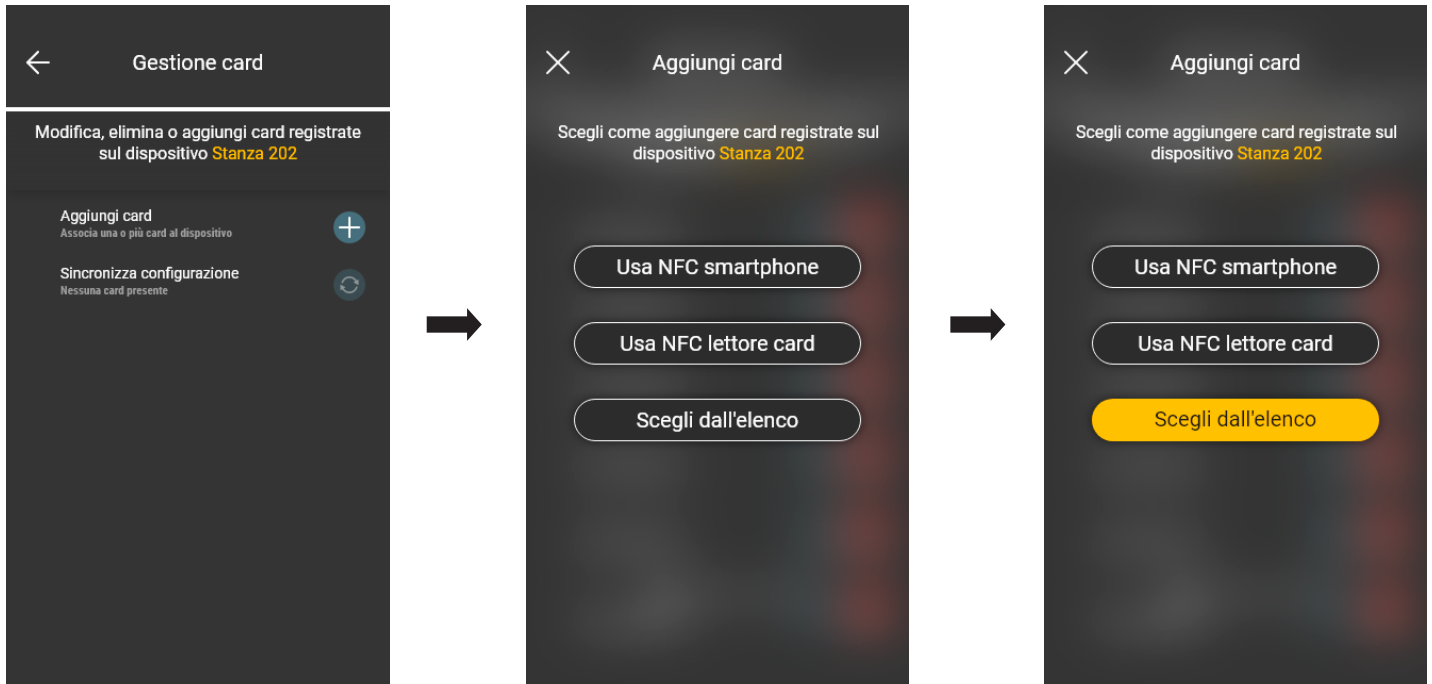 Gestione card
Modifica, elimina o aggiungi card registrate
sul dispositivo Stanza 202
Aggiungi card
Associa una o più card al dispositivo
Sincronizza configurazione
Nessuna card presente
Aggiungi card
Scegli come aggiungere card registrate sul
dispositivo Stanza 202
Usa NFC smartphone
Usa NFC lettore card
Scegli dall'elenco
Aggiungi card
Scegli come aggiungere card registrate sul
dispositivo Stanza 202
Usa NFC smartphone
Usa NFC lettore card
Scegli dall'elenco